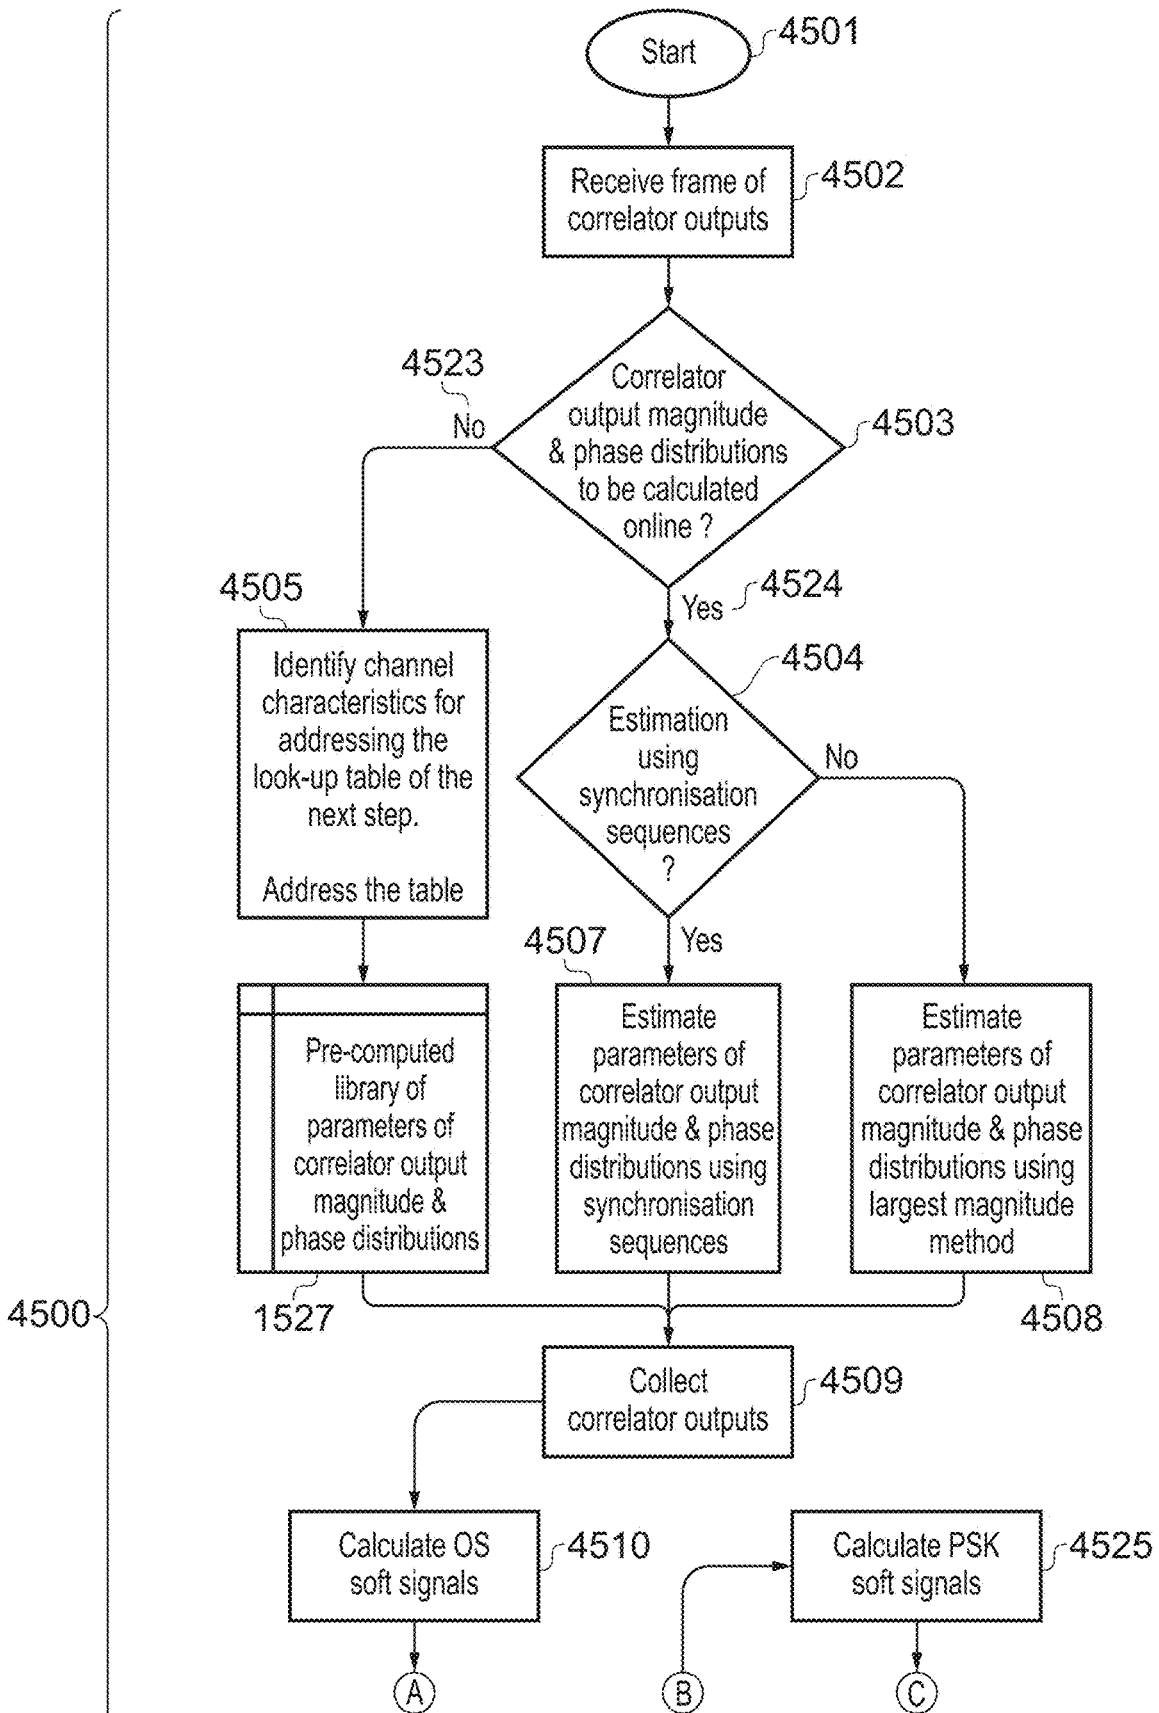 Start
4501
Receive frame of
correlator outputs
4502
4523
No
Correlator
output magnitude
& phase distributions
to be calculated
online ?
4503
4524
Yes
4505
Identify channel
characteristics for
addressing the
look-up table of the
next step.
Address the table
4504
Estimation
using
synchronisation
sequences
?
No
Yes
4507
Pre-computed
library of
parameters of
correlator output
magnitude &
phase distributions
1527
Estimate
parameters of
correlator output
magnitude & phase
distributions using
synchronisation
sequences
Estimate
parameters of
correlator output
magnitude & phase
distributions using
largest magnitude
method
4508
4500
Collect
correlator outputs
4509
Calculate OS
soft signals
4510
Calculate PSK
soft signals
4525
A
B
C